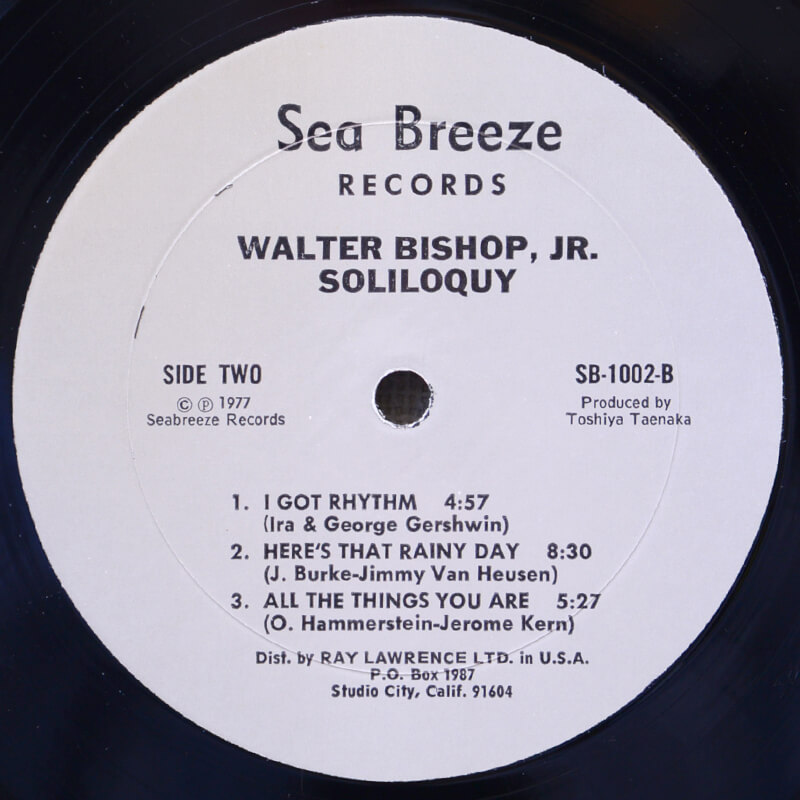 Sea Breeze
RECORDS
WALTER BISHOP, JR.
SOLILOQUY
SIDE TWO
© ℗ 1977
Seabreeze Records
SB-1002-B
Produced by
Toshiya Taenaka
1. I GOT RHYTHM 4:57
(Ira & George Gershwin)
2. HERE'S THAT RAINY DAY 8:30
(J. Burke-Jimmy Van Heusen)
3. ALL THE THINGS YOU ARE 5:27
(O. Hammerstein-Jerome Kern)
Dist. by RAY LAWRENCE LTD. in U.S.A.
P.O. Box 1987
Studio City, Calif. 91604